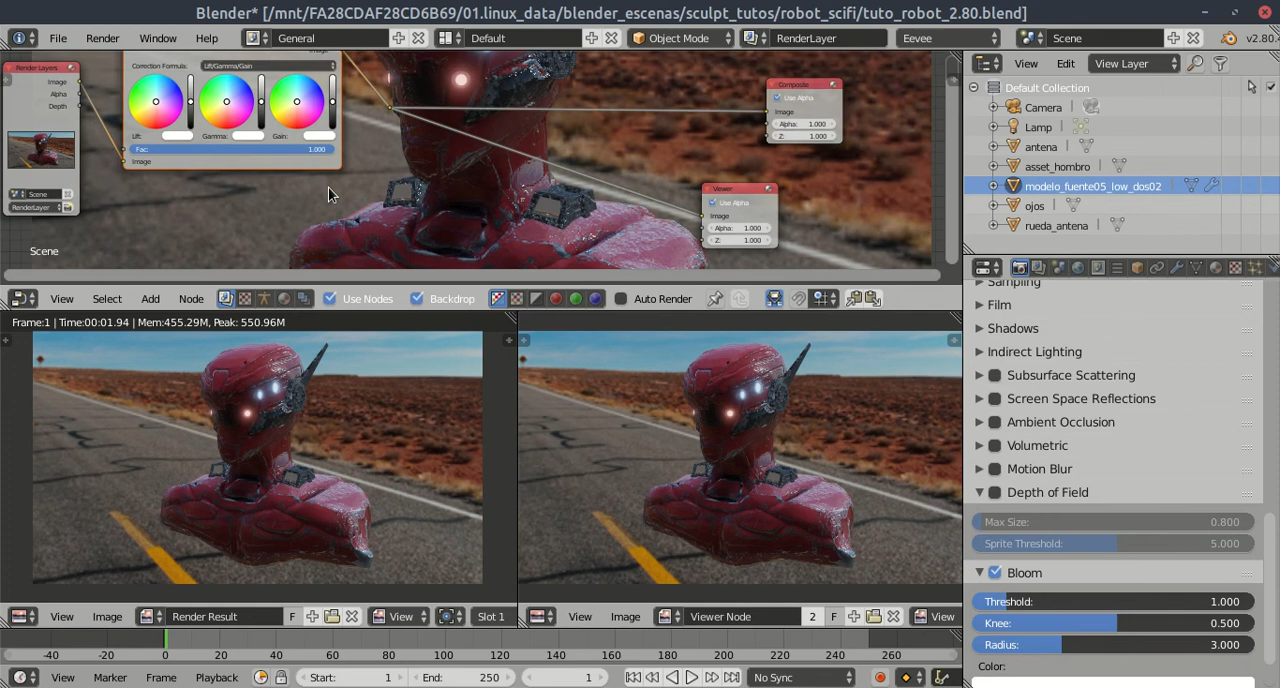 Blender* [/mnt/FA28CDAF28CD6B69/01.linux_data/blender_escenas/sculpt_tutos/robot_scifi/tuto_robot_2.80.blend]
File Render Window Help General Default Object Mode RenderLayer Eevee Scene v2.80.
View Edit View Layer
Default Collection
Camera
Lamp
antena
asset_hombro
modelo_fuente05_low_dos02
ojos
rueda_antena
Render Layers
Image
Alpha
Depth
Scene
RenderLayer
Image
Correction Formula: Lift/Gamma/Gain
Lift: Gamma: Gain:
Fac: 1.000
Image
Composite
Use Alpha
Image
Alpha: 1.000
Z: 1.000
Viewer
Use Alpha
Image
Alpha: 1.000
Z: 1.000
Scene
View Select Add Node Use Nodes Backdrop Auto Render
Frame:1 | Time:00:01.94 | Mem:455.29M, Peak: 550.96M
View Image Render Result F View Slot 1
View Image Viewer Node 2 F View
-40 -20 0 20 40 60 80 100 120 140 160 180 200 220 240 260
View Marker Frame Playback Start: 1 End: 250 1 No Sync
Sampling
Film
Shadows
Indirect Lighting
Subsurface Scattering
Screen Space Reflections
Ambient Occlusion
Volumetric
Motion Blur
Depth of Field
Max Size: 0.800
Sprite Threshold: 5.000
Bloom
Threshold: 1.000
Knee: 0.500
Radius: 3.000
Color: